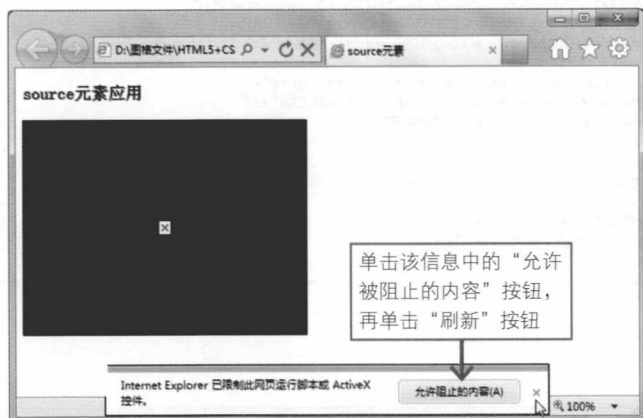 D:\图格文件\HTML5+CS
source元素
source元素应用
单击该信息中的“允许
被阻止的内容”按钮，
再单击“刷新”按钮
Internet Explorer 已限制此网页运行脚本或 ActiveX
控件。
允许阻止的内容(A)
100%